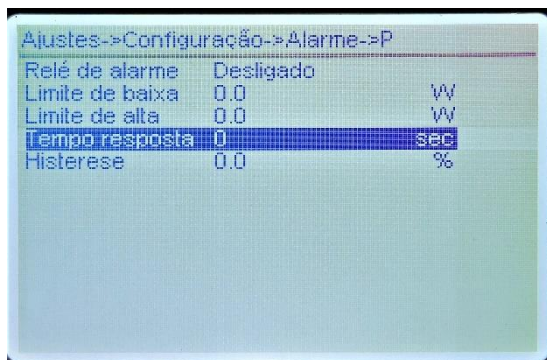 Ajustes->Configuração->Alarme->P
Relé de alarme Desligado
Limite de baixa 0.0 W
Limite de alta 0.0 W
Tempo resposta 0 sec
Histerese 0.0 %